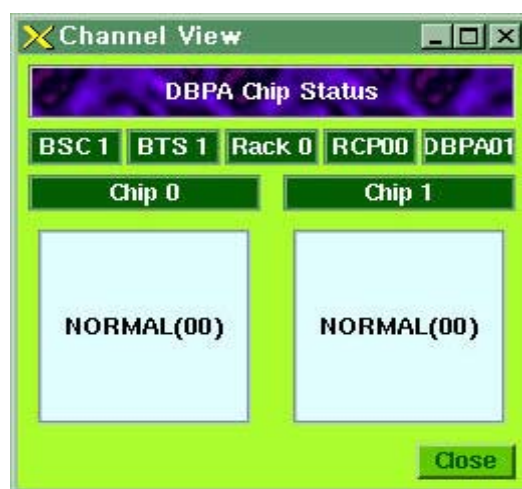 Channel View
DBPA Chip Status
BSC 1 BTS 1 Rack 0 RCP00 DBPA01
Chip 0 Chip 1
NORMAL(00) NORMAL(00)
Close